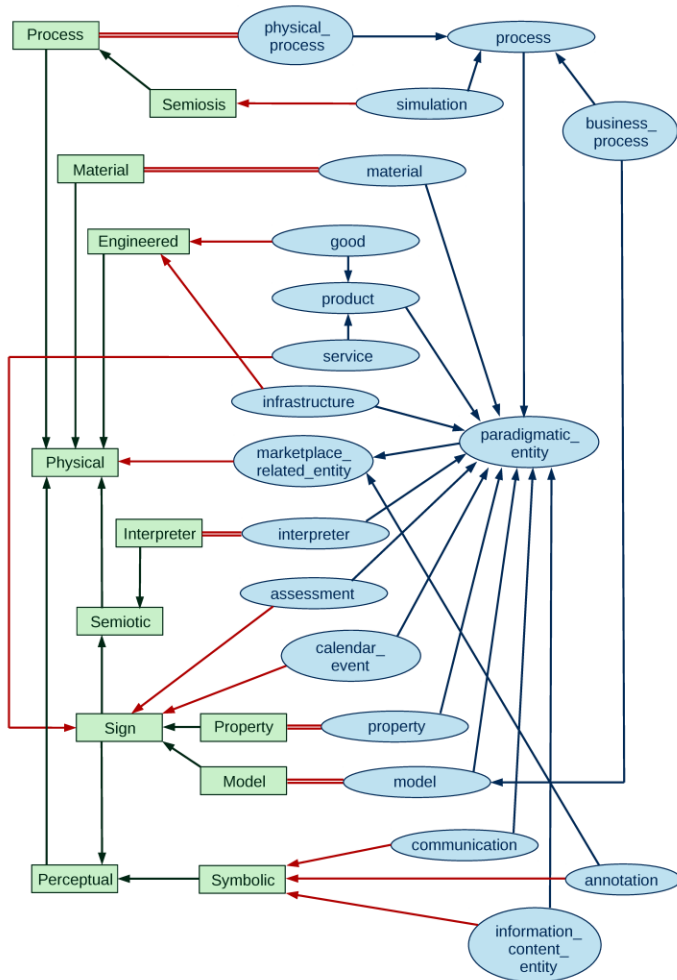 Process
physical_
process
process
Semiosis
simulation
business_
process
Material
material
Engineered
good
product
service
infrastructure
paradigmatic_
entity
Physical
marketplace_
related_entity
Interpreter
interpreter
assessment
Semiotic
calendar_
event
Sign
Property
property
Model
model
communication
Perceptual
Symbolic
annotation
information_
content_
entity